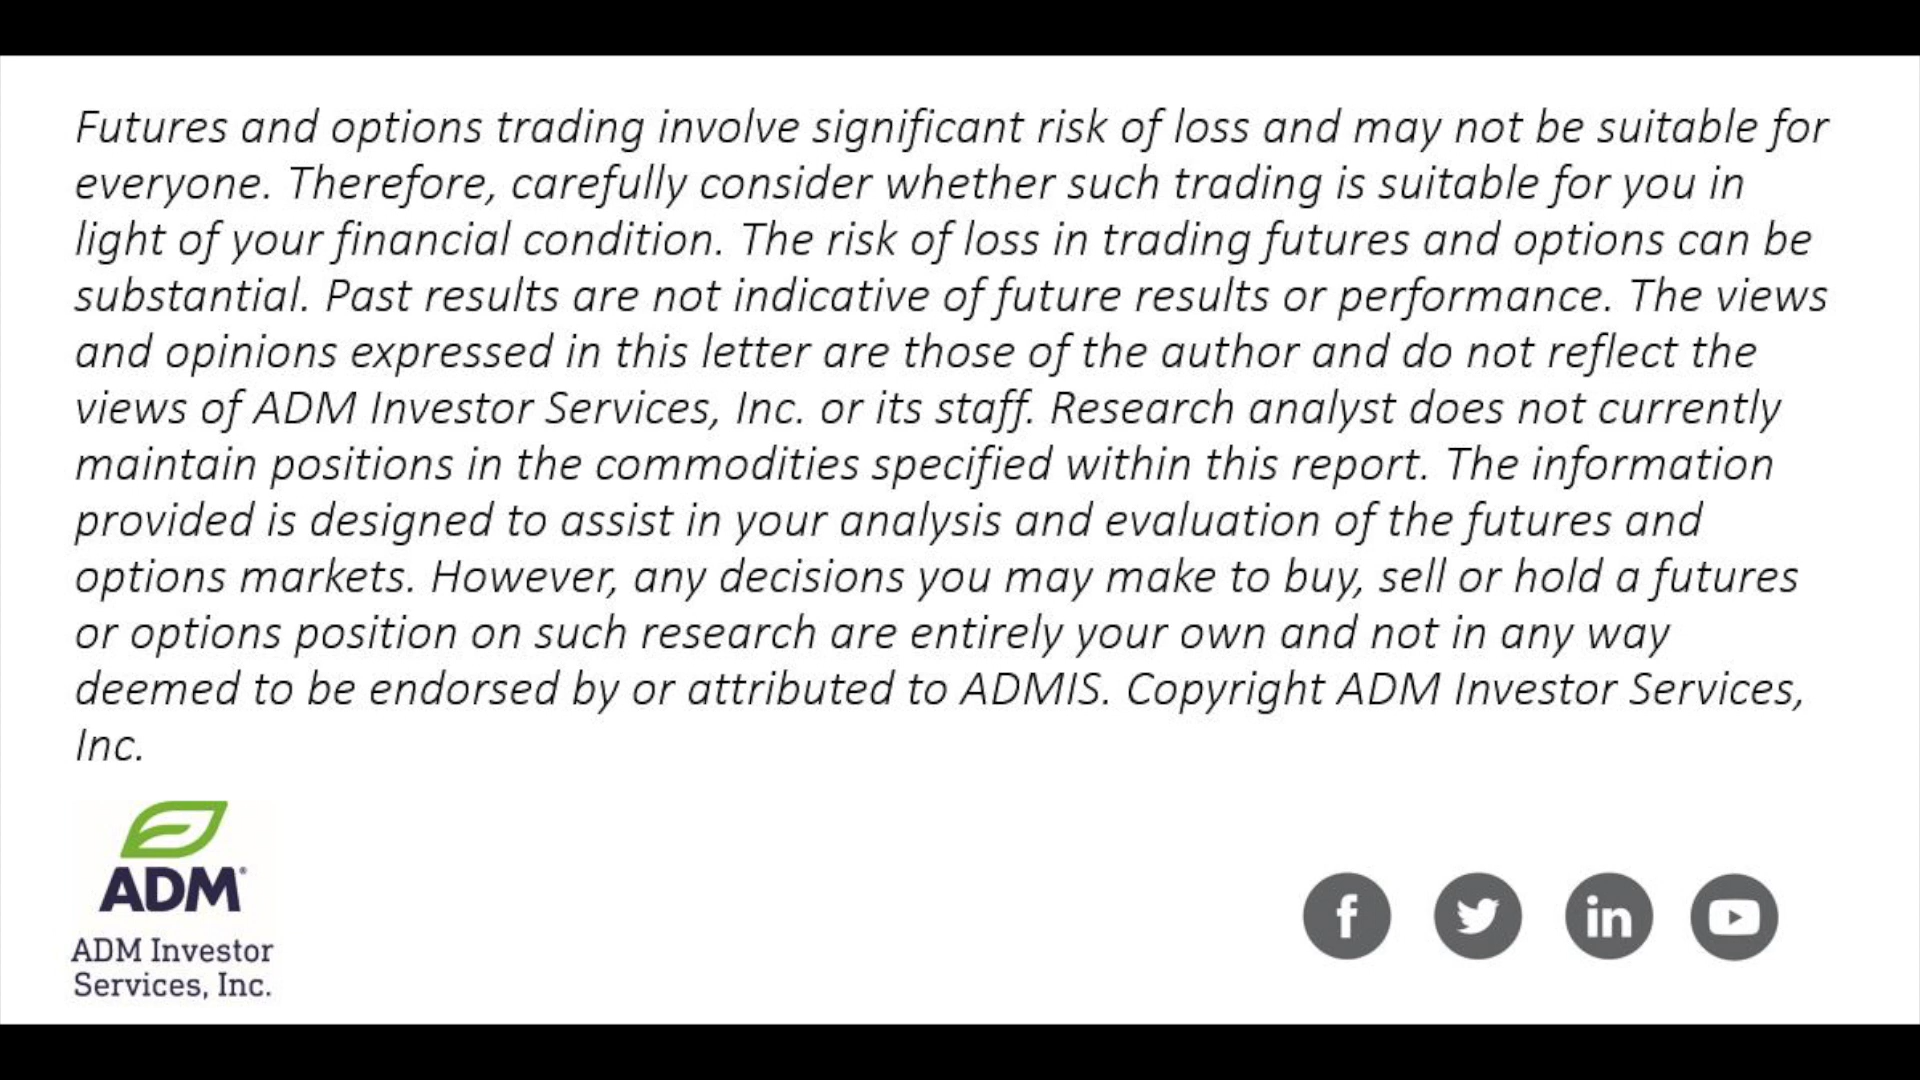 Futures and options trading involve significant risk of loss and may not be suitable for
everyone. Therefore, carefully consider whether such trading is suitable for you in
light of your financial condition. The risk of loss in trading futures and options can be
substantial. Past results are not indicative of future results or performance. The views
and opinions expressed in this letter are those of the author and do not reflect the
views of ADM Investor Services, Inc. or its staff. Research analyst does not currently
maintain positions in the commodities specified within this report. The information
provided is designed to assist in your analysis and evaluation of the futures and
options markets. However, any decisions you may make to buy, sell or hold a futures
or options position on such research are entirely your own and not in any way
deemed to be endorsed by or attributed to ADMIS. Copyright ADM Investor Services,
Inc.
ADM®
ADM Investor
Services, Inc.
f
in